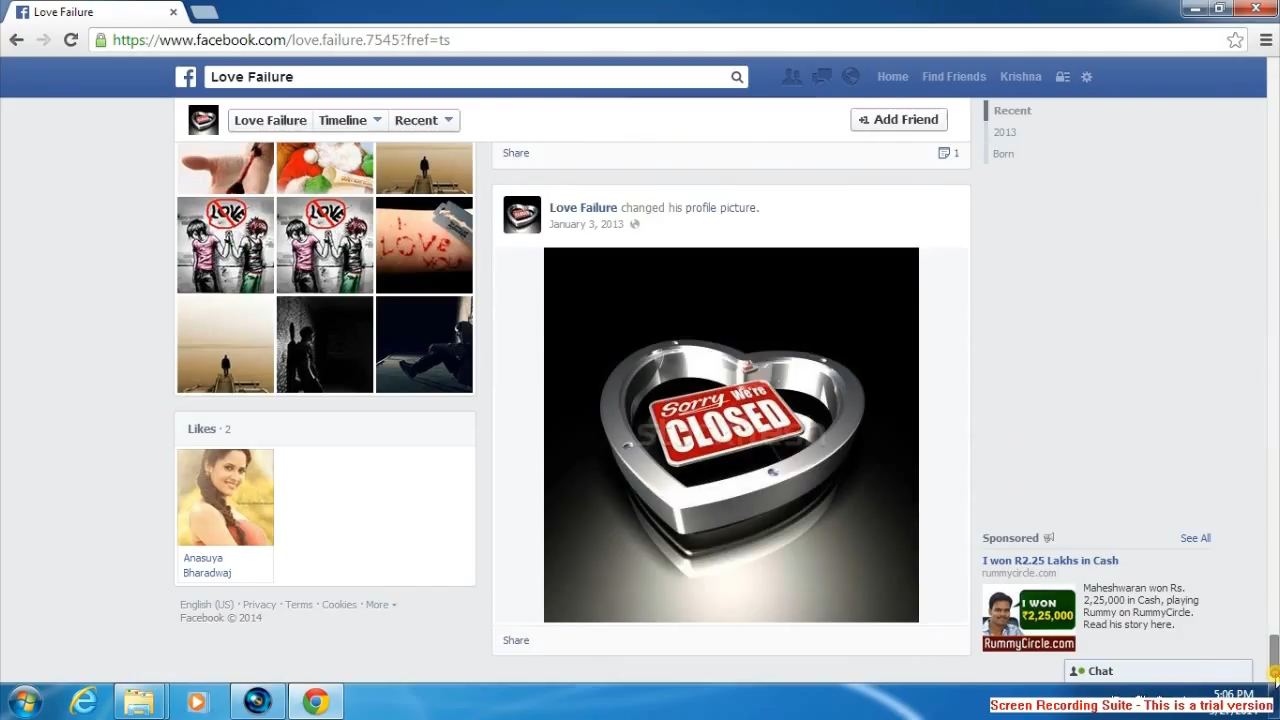 Love Failure
https://www.facebook.com/love.failure.7545?fref=ts
Love Failure
Home
Find Friends
Krishna
Love Failure
Timeline
Recent
+1 Add Friend
Recent
2013
Born
Share
1
Love Failure changed his profile picture.
January 3, 2013
LOVE
LOVE
I
LOVE
YOU
Sorry We're
CLOSED
Likes · 2
Anasuya
Bharadwaj
English (US) · Privacy · Terms · Cookies · More
Facebook © 2014
Share
Sponsored
See All
I won R2.25 Lakhs in Cash
rummycircle.com
I WON
₹2,25,000
RummyCircle.com
Maheshwaran won Rs.
2,25,000 in Cash, playing
Rummy on RummyCircle.
Read his story here.
Chat
5:06 PM
Screen Recording Suite - This is a trial version